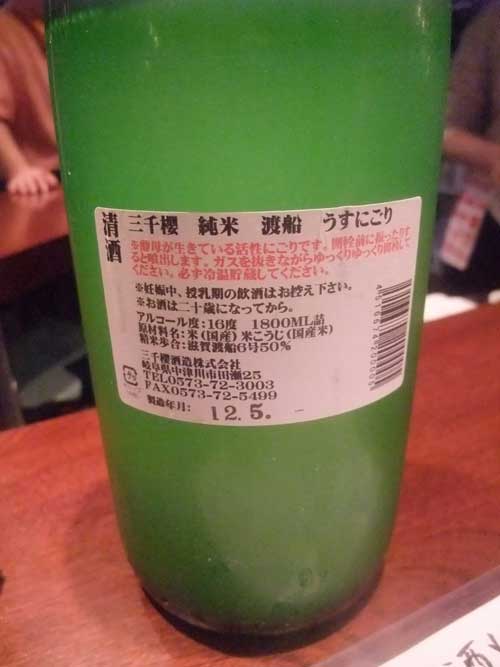 清酒
三千櫻 純米 渡船 うすにごり
※酵母が生きている活性にごりです。開栓前に振ったりす
ると噴出します。ガスを抜きながらゆっくりゆっくり開栓して
ください。必ず冷温貯蔵してください。
※妊娠中、授乳期の飲酒はお控え下さい。
※お酒は二十歳になってから。
アルコール度:16度 1800ML詰
原材料名:米(国産)米こうじ(国産米)
精米歩合:滋賀渡船6号50%
三千櫻酒造株式会社
岐阜県中津川市田瀬25
TEL0573-72-3003
FAX0573-72-5499
製造年月: 12.5.